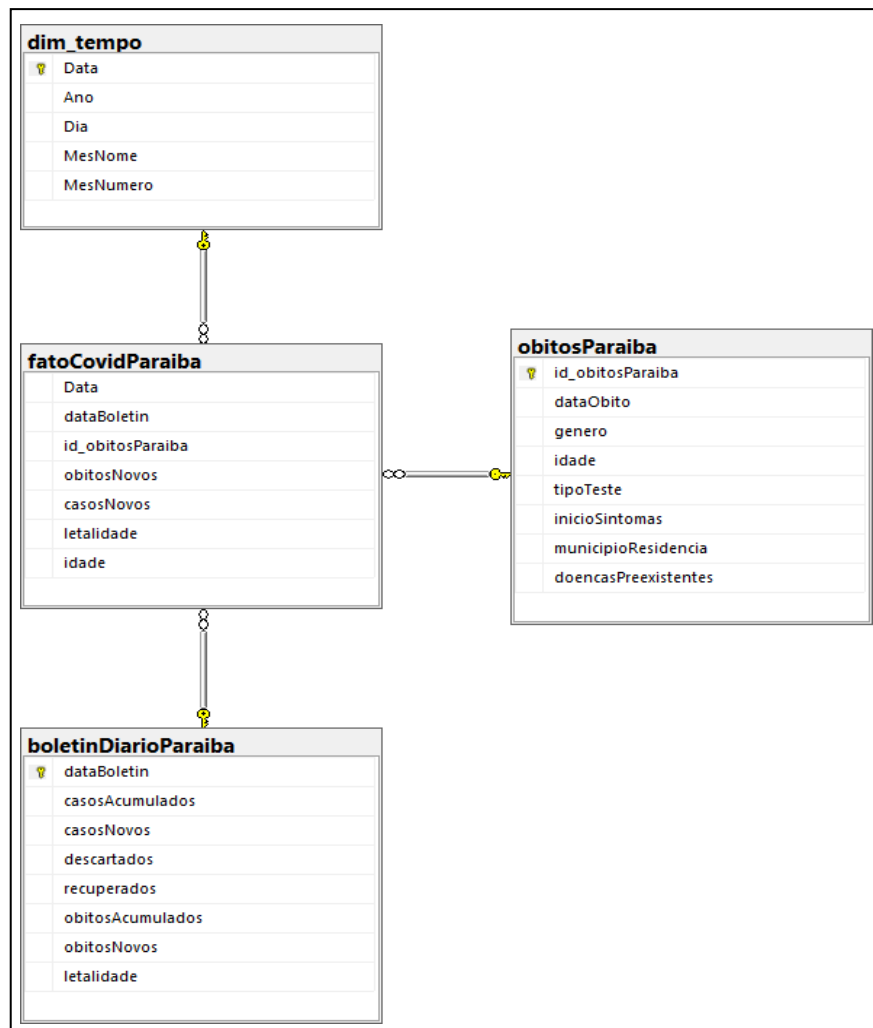 dim_tempo
Data
Ano
Dia
MesNome
MesNumero
fatoCovidParaiba
Data
dataBoletin
id_obitosParaiba
obitosNovos
casosNovos
letalidade
idade
obitosParaiba
id_obitosParaiba
dataObito
genero
idade
tipoTeste
inicioSintomas
municipioResidencia
doencasPreexistentes
boletinDiarioParaiba
dataBoletin
casosAcumulados
casosNovos
descartados
recuperados
obitosAcumulados
obitosNovos
letalidade